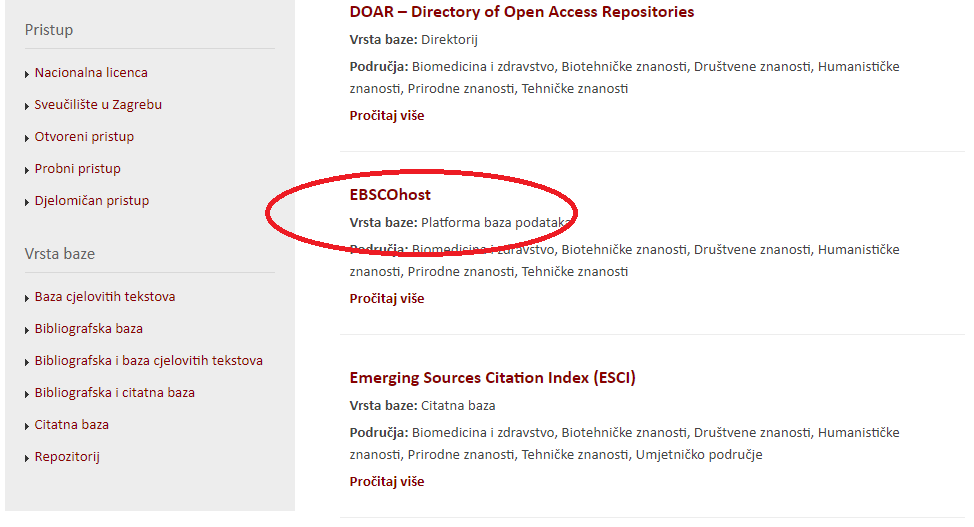 Pristup
Nacionalna licenca
Sveučilište u Zagrebu
Otvoreni pristup
Probni pristup
Djelomičan pristup
Vrsta baze
Baza cjelovitih tekstova
Bibliografska baza
Bibliografska i baza cjelovitih tekstova
Bibliografska i citatna baza
Citatna baza
Repozitorij
DOAR – Directory of Open Access Repositories
Vrsta baze: Direktorij
Područja: Biomedicina i zdravstvo, Biotehničke znanosti, Društvene znanosti, Humanističke
znanosti, Prirodne znanosti, Tehničke znanosti
Pročitaj više
EBSCOhost
Vrsta baze: Platforma baza podataka
Područja: Biomedicina i zdravstvo, Biotehničke znanosti, Društvene znanosti, Humanističke
znanosti, Prirodne znanosti, Tehničke znanosti
Pročitaj više
Emerging Sources Citation Index (ESCI)
Vrsta baze: Citatna baza
Područja: Biomedicina i zdravstvo, Biotehničke znanosti, Društvene znanosti, Humanističke
znanosti, Prirodne znanosti, Tehničke znanosti, Umjetničko područje
Pročitaj više